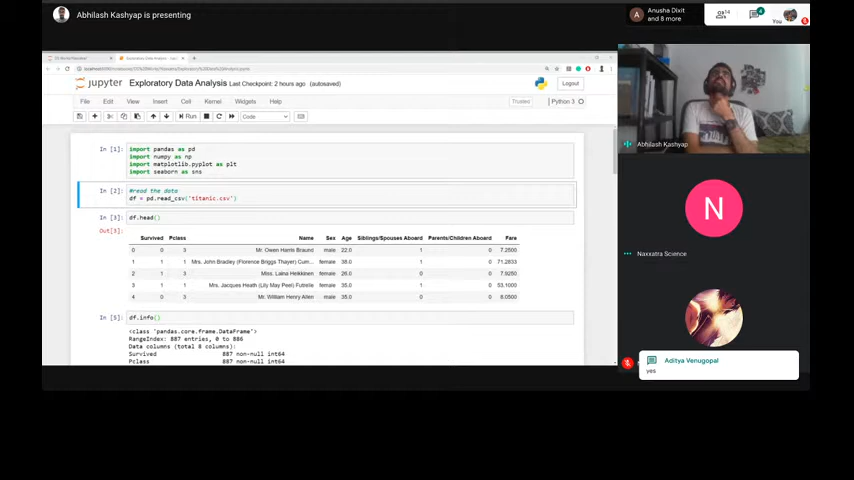 Abhilash Kashyap is presenting
Anusha Dixit
and 8 more
A
14
4
You
jupyter Exploratory Data Analysis Last Checkpoint: 2 hours ago (autosaved)
Logout
File Edit View Insert Cell Kernel Widgets Help
Trusted
Python 3
Run
Code
In [1]:
import pandas as pd
import numpy as np
import matplotlib.pyplot as plt
import seaborn as sns
In [2]:
#read the data
df = pd.read_csv('titanic.csv')
In [3]:
df.head()
Out[3]:
Survived Pclass Name Sex Age Siblings/Spouses Aboard Parents/Children Aboard Fare
0 0 3 Mr. Owen Harris Braund male 22.0 1 0 7.2500
1 1 1 Mrs. John Bradley (Florence Briggs Thayer) Cum... female 38.0 1 0 71.2833
2 1 3 Miss. Laina Heikkinen female 26.0 0 0 7.9250
3 1 1 Mrs. Jacques Heath (Lily May Peel) Futrelle female 35.0 1 0 53.1000
4 0 3 Mr. William Henry Allen male 35.0 0 0 8.0500
In [5]:
df.info()
<class 'pandas.core.frame.DataFrame'>
RangeIndex: 887 entries, 0 to 886
Data columns (total 8 columns):
Survived 887 non-null int64
Pclass 887 non-null int64
Abhilash Kashyap
N
Naxxatra Science
Aditya Venugopal
yes